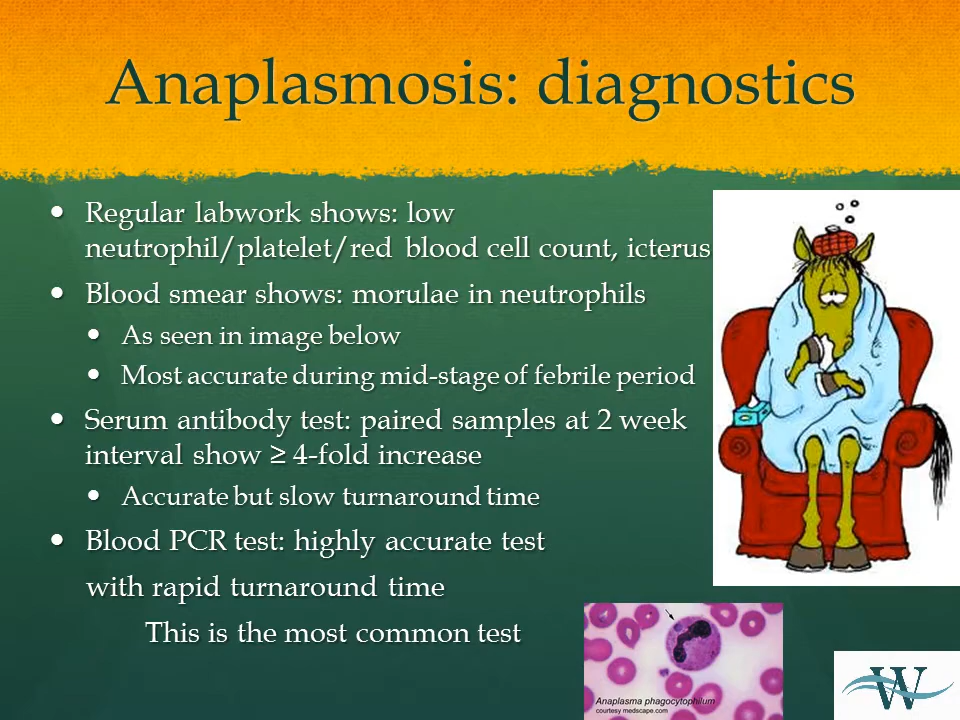 Anaplasmosis: diagnostics
Regular labwork shows: low
neutrophil/platelet/red blood cell count, icterus
Blood smear shows: morulae in neutrophils
As seen in image below
Most accurate during mid-stage of febrile period
Serum antibody test: paired samples at 2 week
interval show ≥ 4-fold increase
Accurate but slow turnaround time
Blood PCR test: highly accurate test
with rapid turnaround time
This is the most common test
Anaplasma phagocytophilum
courtesy medscape.com
W